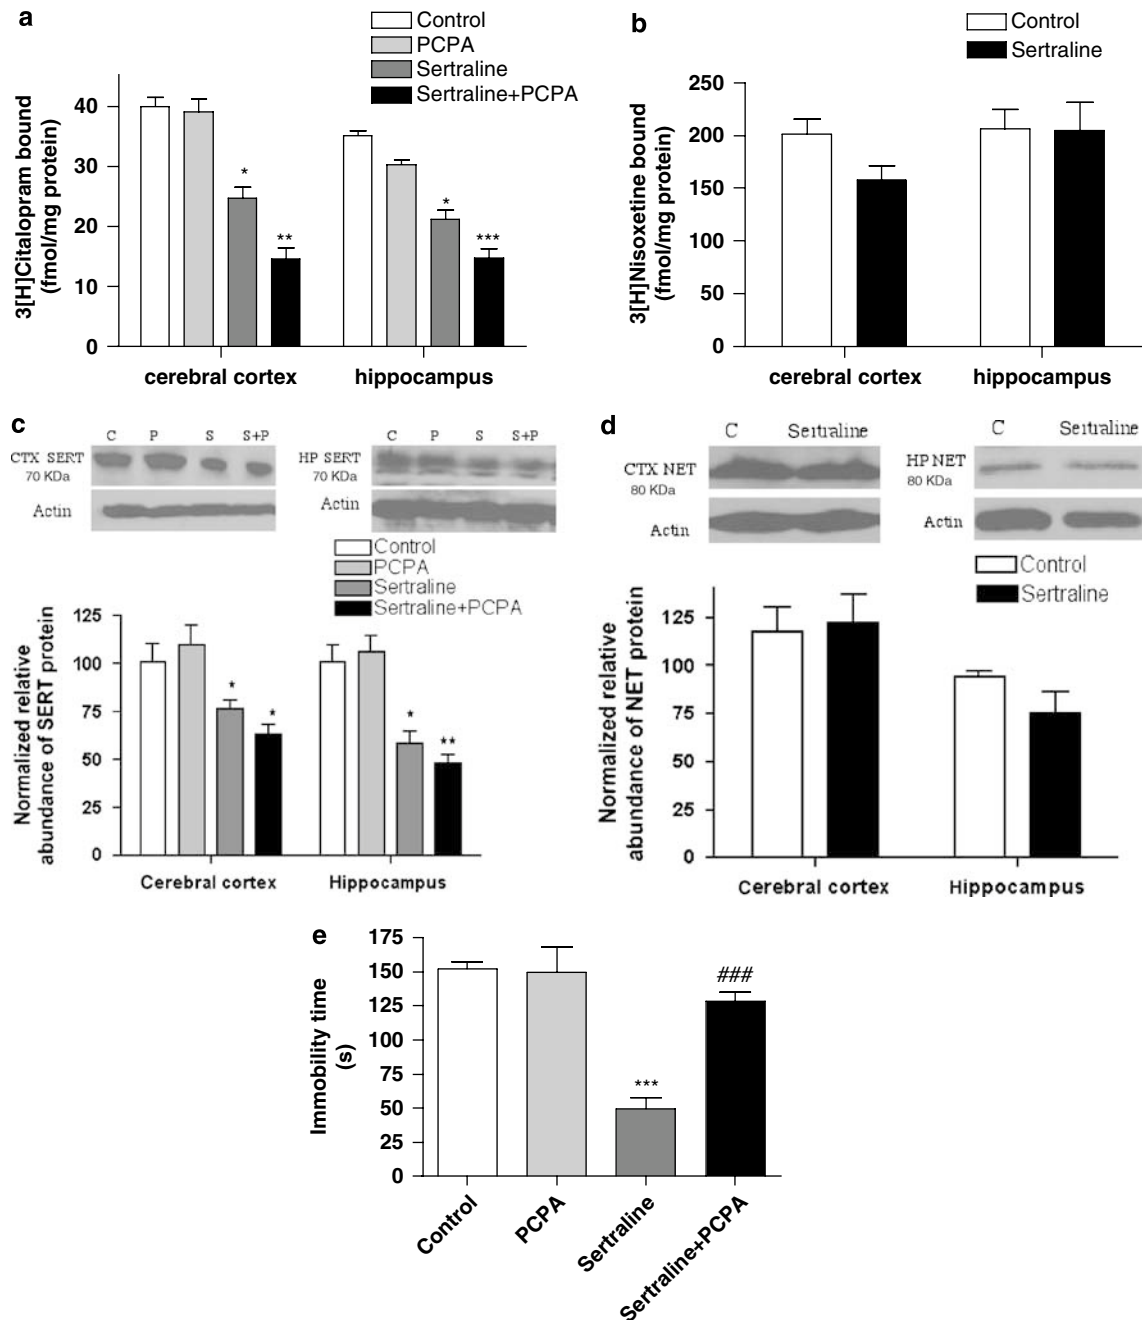 a
Control
PCPA
Sertraline
Sertraline+PCPA
3[H]Citalopram bound
(fmol/mg protein)
40
30
20
10
0
*
**
*
***
cerebral cortex
hippocampus
b
Control
Sertraline
3[H]Nisoxetine bound
(fmol/mg protein)
250
200
150
100
50
0
cerebral cortex
hippocampus
c
C P S S+P
CTX SERT
70 KDa
Actin
C P S S+P
HP SERT
70 KDa
Actin
Control
PCPA
Sertraline
Sertraline+PCPA
Normalized relative
abundance of SERT protein
125
100
75
50
25
0
*
*
*
**
Cerebral cortex
Hippocampus
d
C Sertraline
CTX NET
80 KDa
Actin
C Sertraline
HP NET
80 KDa
Actin
Control
Sertraline
Normalized relative
abundance of NET protein
125
100
75
50
25
0
Cerebral cortex
Hippocampus
e
Immobility time
(s)
175
150
125
100
75
50
25
0
***
###
Control
PCPA
Sertraline
Sertraline+PCPA